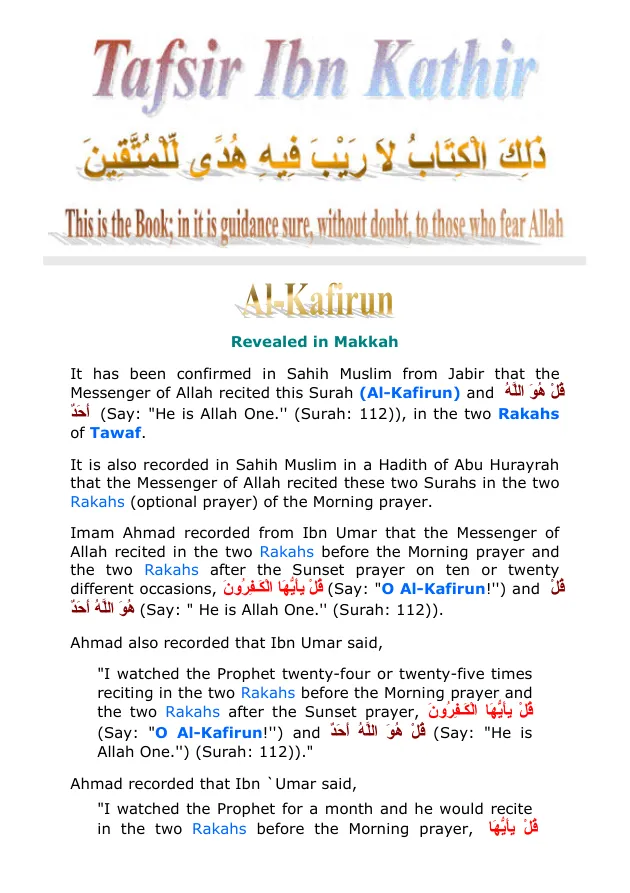 Tafsir Ibn Kathir
ذَلِكَ الْكِتَابُ لاَ رَيْبَ فِيهِ هُدًى لِّلْمُتَّقِينَ
This is the Book; in it is guidance sure, without doubt, to those who fear Allah
Al-Kafirun
Revealed in Makkah
It has been confirmed in Sahih Muslim from Jabir that the
Messenger of Allah recited this Surah (Al-Kafirun) and قُلْ هُوَ اللَّهُ
أَحَدٌ (Say: "He is Allah One.'' (Surah: 112)), in the two Rakahs
of Tawaf.
It is also recorded in Sahih Muslim in a Hadith of Abu Hurayrah
that the Messenger of Allah recited these two Surahs in the two
Rakahs (optional prayer) of the Morning prayer.
Imam Ahmad recorded from Ibn Umar that the Messenger of
Allah recited in the two Rakahs before the Morning prayer and
the two Rakahs after the Sunset prayer on ten or twenty
different occasions, قُلْ يأَيُّهَا الْكَـفِرُونَ (Say: "O Al-Kafirun!'') and قُلْ
هُوَ اللَّهُ أَحَدٌ (Say: " He is Allah One.'' (Surah: 112)).
Ahmad also recorded that Ibn Umar said,
"I watched the Prophet twenty-four or twenty-five times
reciting in the two Rakahs before the Morning prayer and
the two Rakahs after the Sunset prayer, قُلْ يأَيُّهَا الْكَـفِرُونَ
(Say: "O Al-Kafirun!'') and قُلْ هُوَ اللَّهُ أَحَدٌ (Say: "He is
Allah One.'') (Surah: 112))."
Ahmad recorded that Ibn `Umar said,
"I watched the Prophet for a month and he would recite
in the two Rakahs before the Morning prayer, قُلْ يأَيُّهَا